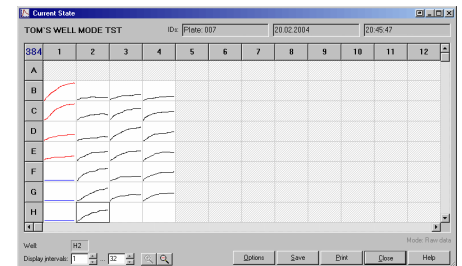 Current State
TOM'S WELL MODE TST IDs: Plate: 007 20.02.2004 20:45:47
384 1 2 3 4 5 6 7 8 9 10 11 12
A
B
C
D
E
F
G
H
Well: H2
Mode: Raw data
Display intervals: 1 ... 32 Options Save Print Close Help